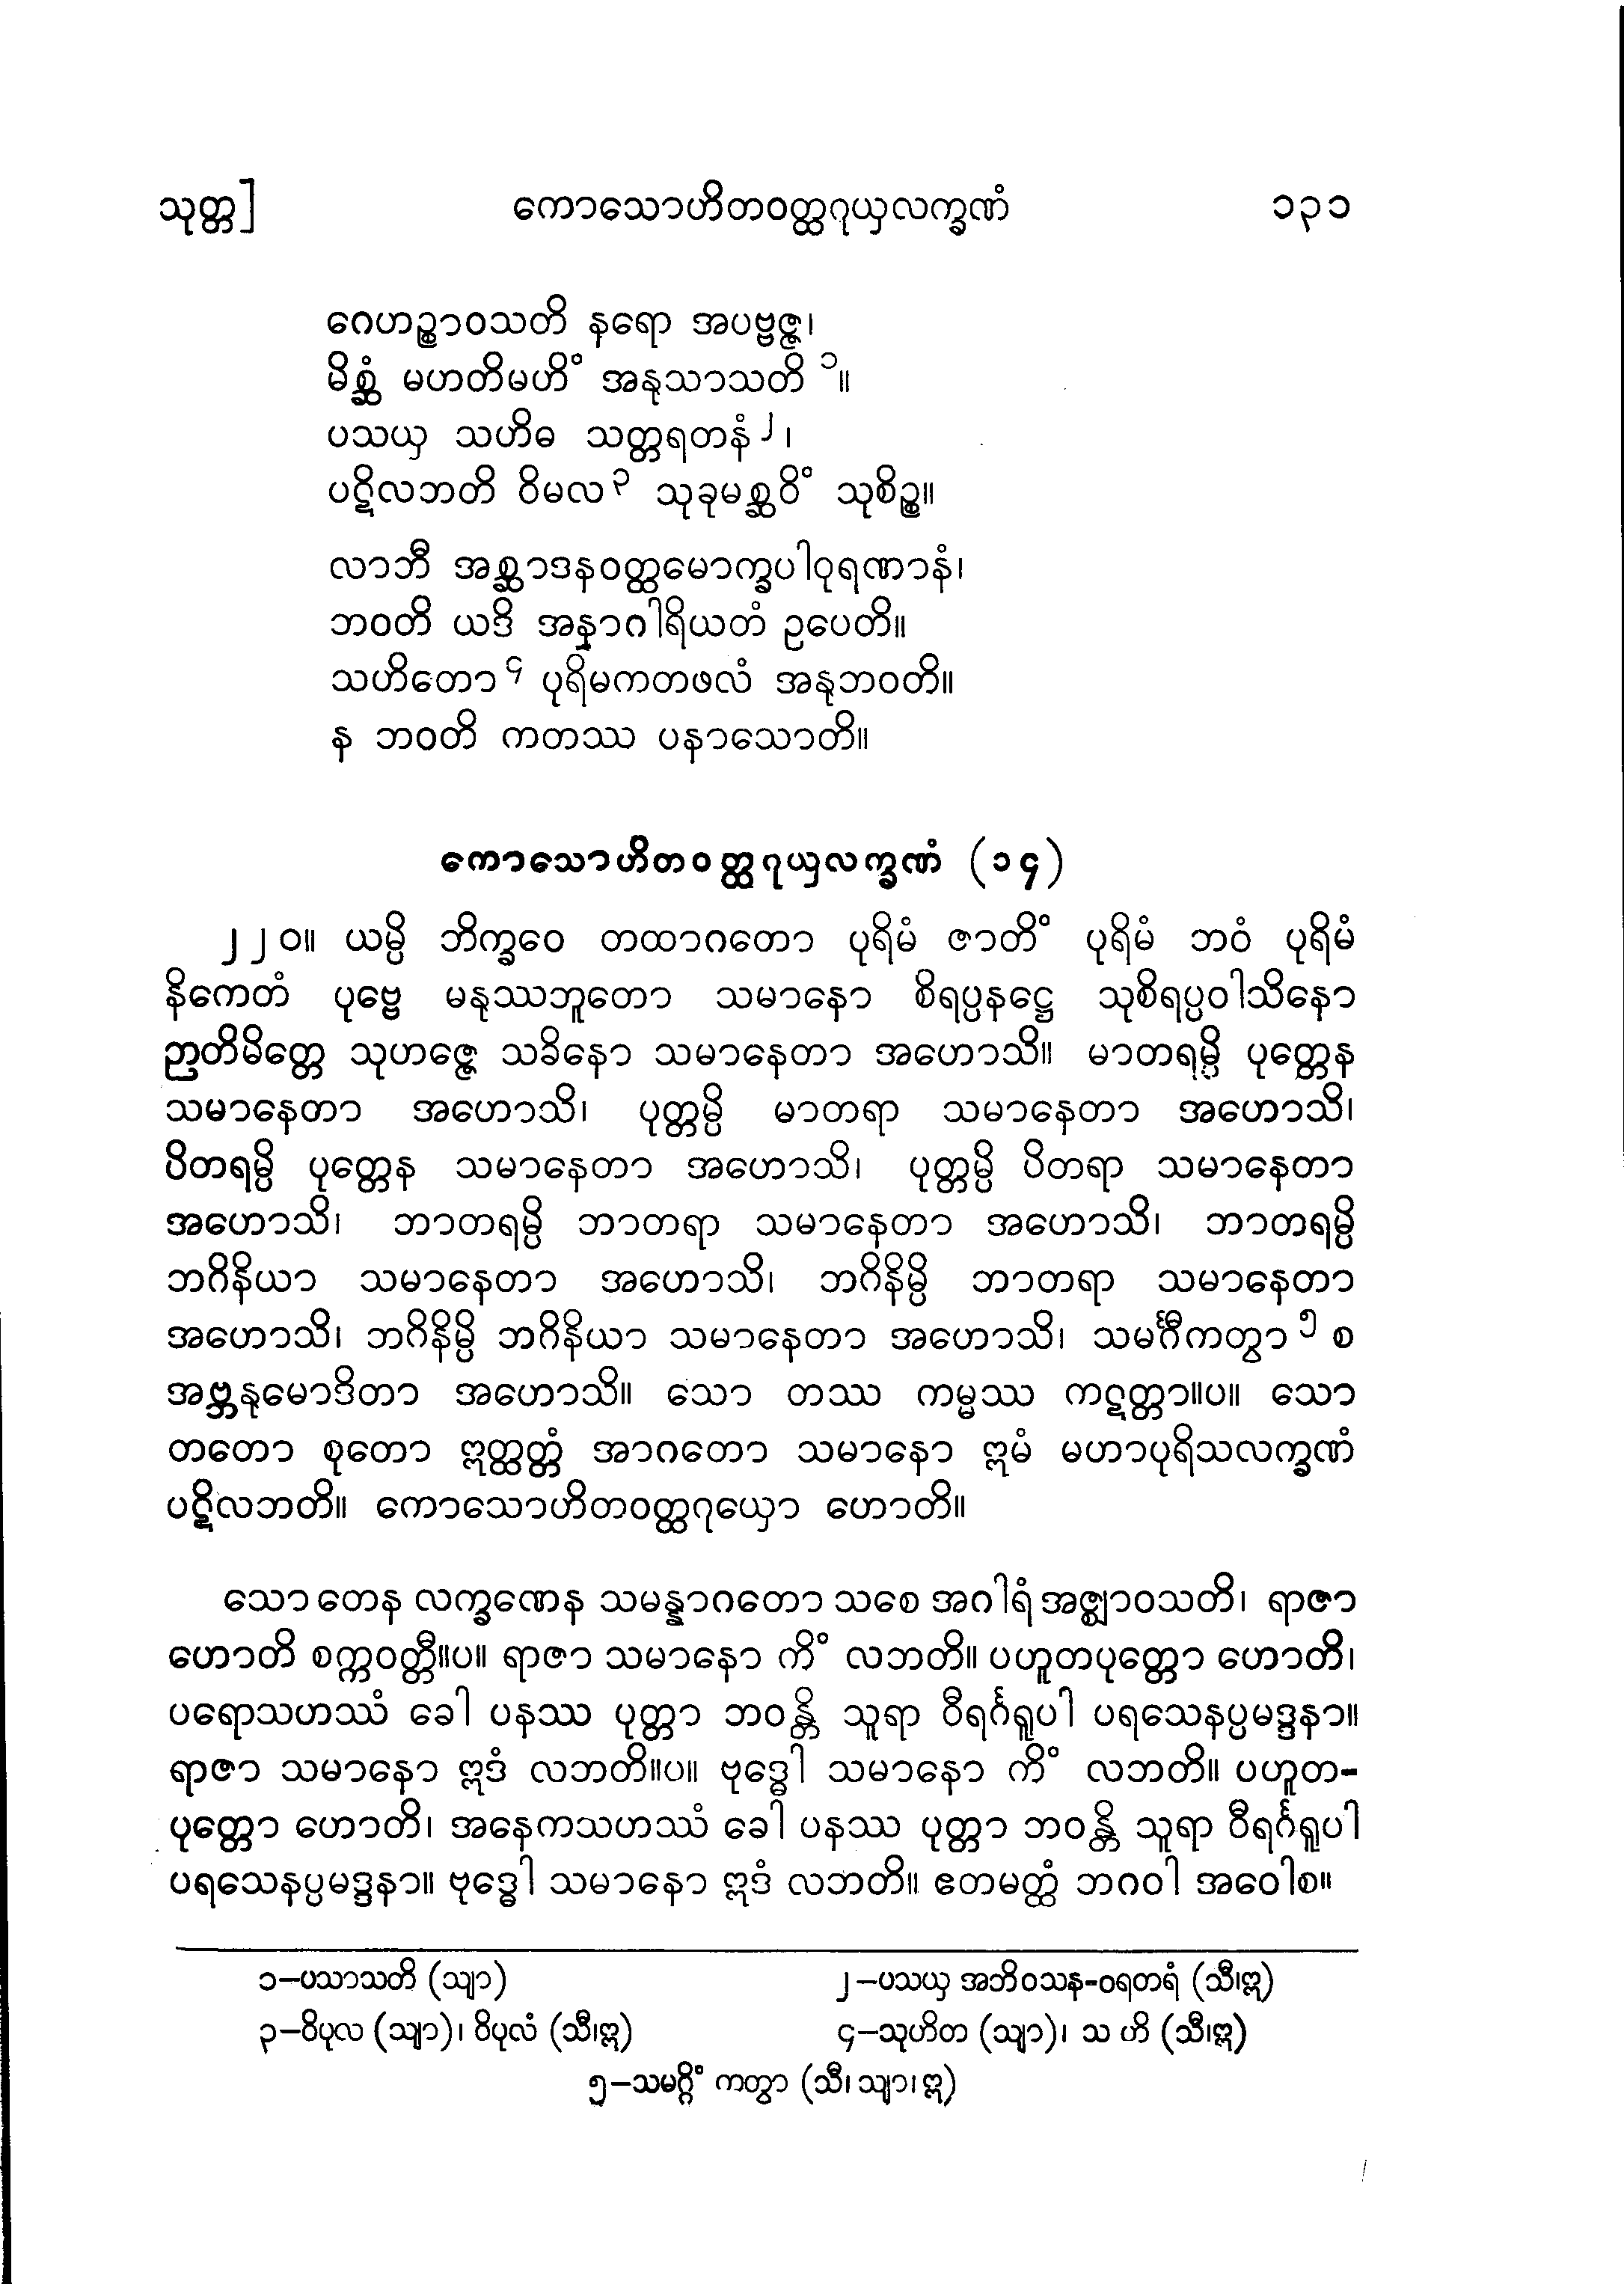 သုတ္တ] ကောသောဟိတဝတ္ထဂုယှလက္ခဏံ ၁၃၁
ဂေဟဉ္စာဝသတိ နရော အပဗ္ဗဇ္ဇ၊
မိစ္ဆံ မဟတိမဟိံ အနုသာသတိ ၁။
ပသယှ သဟိဓ သတ္တရတနံ၂၊
ပဋိလဘတိ ဝိမလ၃ သုခုမစ္ဆဝိံ သုစိဉ္စ။
လာဘီ အစ္ဆာဒနဝတ္ထမောက္ခပါဝုရဏာနံ၊
ဘဝတိ ယဒိ အနာဂါရိယတံ ဥပေတိ။
သဟိတော၄ ပုရိမကတဖလံ အနုဘဝတိ။
န ဘဝတိ ကတဿ ပနာသောတိ။
ကောသောဟိတဝတ္ထဂုယှလက္ခဏံ (၁၄)
၂၂၀။ ယမ္ပိ ဘိက္ခဝေ တထာဂတော ပုရိမံ ဇာတိံ ပုရိမံ ဘဝံ ပုရိမံ
နိကေတံ ပုဗ္ဗေ မနုဿဘူတော သမာနော စိရပ္ပနဋ္ဌေ သုစိရပ္ပဝါသိနော
ဉာတိမိတ္တေ သုဟဇ္ဇေ သခိနော သမာနေတာ အဟောသိ။ မာတရမ္ပိ ပုတ္တေန
သမာနေတာ အဟောသိ၊ ပုတ္တမ္ပိ မာတရာ သမာနေတာ အဟောသိ၊
ပိတရမ္ပိ ပုတ္တေန သမာနေတာ အဟောသိ၊ ပုတ္တမ္ပိ ပိတရာ သမာနေတာ
အဟောသိ၊ ဘာတရမ္ပိ ဘာတရာ သမာနေတာ အဟောသိ၊ ဘာတရမ္ပိ
ဘဂိနိယာ သမာနေတာ အဟောသိ၊ ဘဂိနိမ္ပိ ဘာတရာ သမာနေတာ
အဟောသိ၊ ဘဂိနိမ္ပိ ဘဂိနိယာ သမာနေတာ အဟောသိ၊ သမင်္ဂီကတွာ၅ စ
အဗ္ဘနုမောဒိတာ အဟောသိ။ သော တဿ ကမ္မဿ ကဋတ္တာ။ပ။ သော
တတော စုတော ဣတ္ထတ္တံ အာဂတော သမာနော ဣမံ မဟာပုရိသလက္ခဏံ
ပဋိလဘတိ။ ကောသောဟိတဝတ္ထဂုယှော ဟောတိ။
သော တေန လက္ခဏေန သမန္နာဂတော သစေ အဂါရံ အဇ္ဈာဝသတိ၊ ရာဇာ
ဟောတိ စက္ကဝတ္တီ။ပ။ ရာဇာ သမာနော ကိံ လဘတိ။ ပဟူတပုတ္တော ဟောတိ၊
ပရောသဟဿံ ခေါ ပနဿ ပုတ္တာ ဘဝန္တိ သူရာ ဝီရင်္ဂရူပါ ပရသေနပ္ပမဒ္ဒနာ။
ရာဇာ သမာနော ဣဒံ လဘတိ။ပ။ ဗုဒ္ဓေါ သမာနော ကိံ လဘတိ။ ပဟူတ-
ပုတ္တော ဟောတိ၊ အနေကသဟဿံ ခေါ ပနဿ ပုတ္တာ ဘဝန္တိ သူရာ ဝီရင်္ဂရူပါ
ပရသေနပ္ပမဒ္ဒနာ။ ဗုဒ္ဓေါ သမာနော ဣဒံ လဘတိ။ ဧတမတ္ထံ ဘဂဝါ အဝေါစ။
၁−ပသာသတိ (သျာ) ၂−ပသယှ အဘိဝသန-ဝရတရံ (သီ၊ဣ)
၃−ဝိပုလ (သျာ)၊ ဝိပုလံ (သီ၊ဣ) ၄−သုဟိတ (သျာ)၊ သ ဟိ (သီ၊ဣ)
၅−သမဂ္ဂိံ ကတွာ (သီ၊ သျာ၊ ဣ)